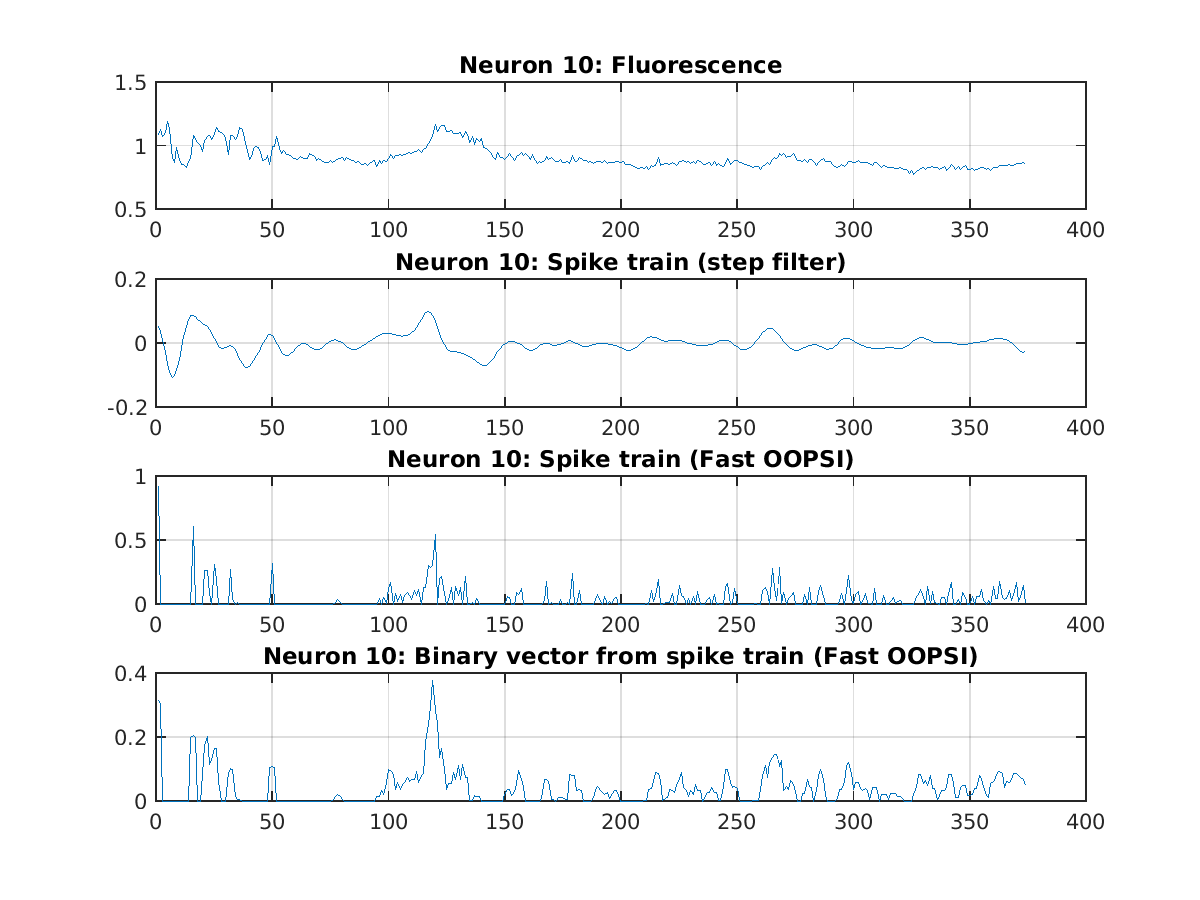 Neuron 10: Fluorescence
1.5
1
0.5
0 50 100 150 200 250 300 350 400
Neuron 10: Spike train (step filter)
0.2
0
-0.2
0 50 100 150 200 250 300 350 400
Neuron 10: Spike train (Fast OOPSI)
1
0.5
0
0 50 100 150 200 250 300 350 400
Neuron 10: Binary vector from spike train (Fast OOPSI)
0.4
0.2
0
0 50 100 150 200 250 300 350 400